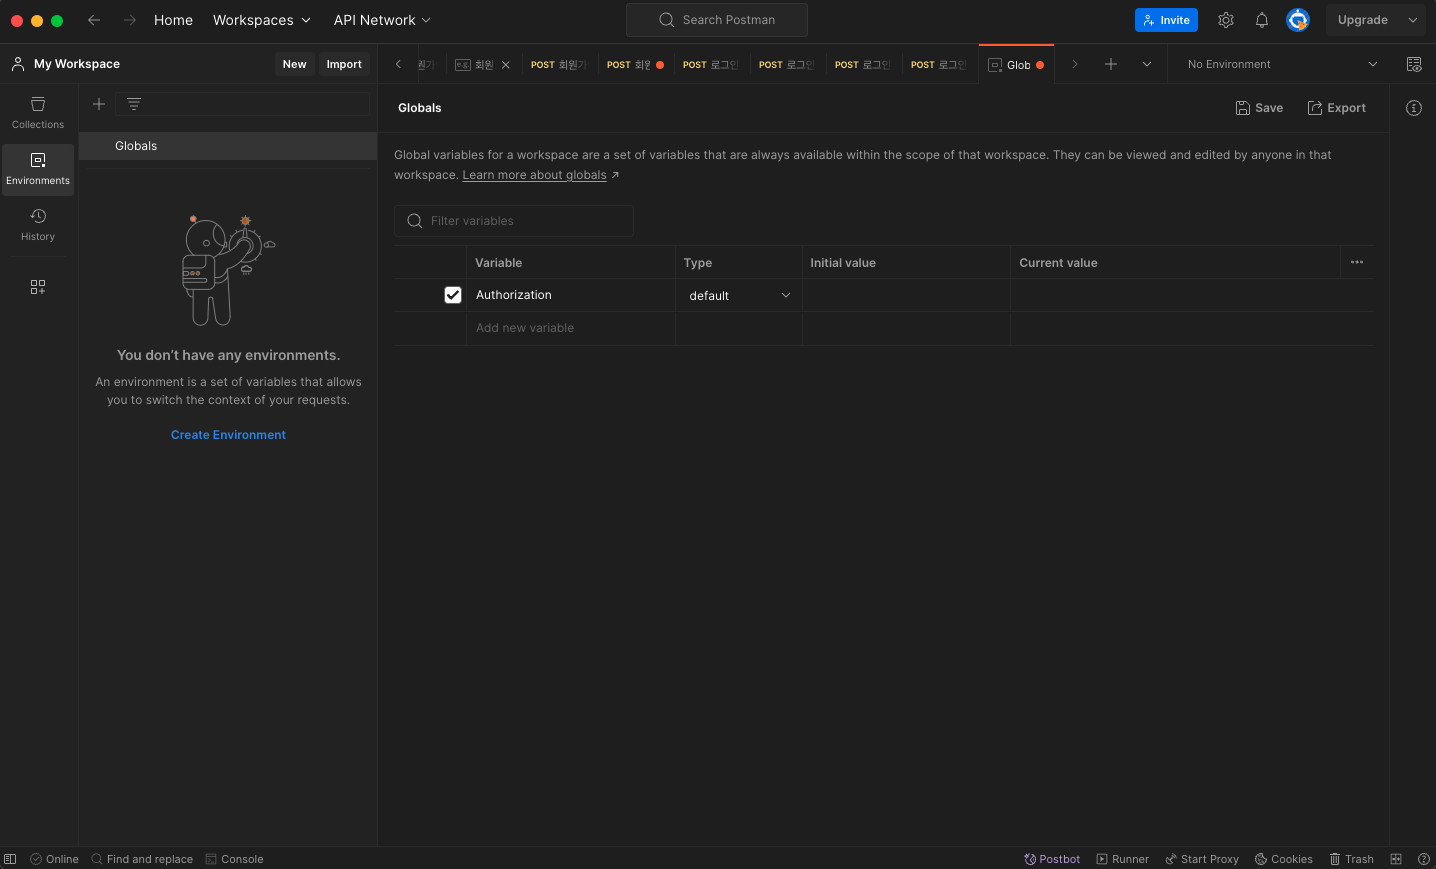 Home Workspaces API Network Search Postman Invite Upgrade
My Workspace New Import
회원 POST 회원가 POST 회원 POST 로그인 POST 로그인 POST 로그인 POST 로그인 Glob No Environment
Collections
Environments
History
Globals
You don’t have any environments.
An environment is a set of variables that allows
you to switch the context of your requests.
Create Environment
Globals Save Export
Global variables for a workspace are a set of variables that are always available within the scope of that workspace. They can be viewed and edited by anyone in that
workspace. Learn more about globals ↗
Filter variables
Variable Type Initial value Current value
Authorization default
Add new variable
Online Find and replace Console Postbot Runner Start Proxy Cookies Trash